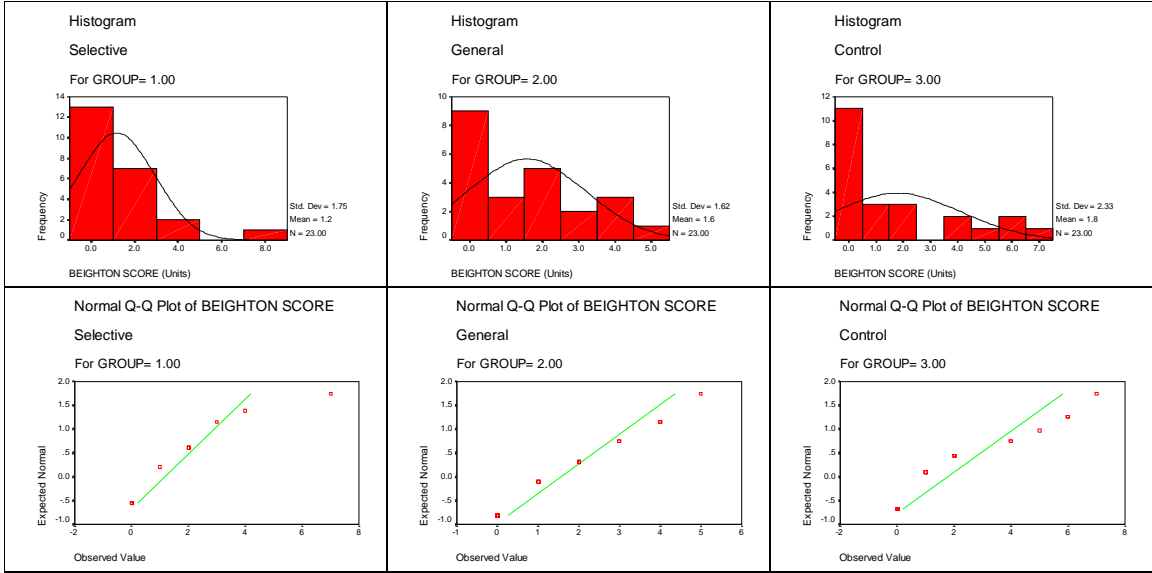 Histogram
Selective
For GROUP= 1.00
Frequency
14
12
10
8
6
4
2
0
0.0 2.0 4.0 6.0 8.0
Std. Dev = 1.75
Mean = 1.2
N = 23.00
BEIGHTON SCORE (Units)
Histogram
General
For GROUP= 2.00
Frequency
10
8
6
4
2
0
0.0 1.0 2.0 3.0 4.0 5.0
Std. Dev = 1.62
Mean = 1.6
N = 23.00
BEIGHTON SCORE (Units)
Histogram
Control
For GROUP= 3.00
Frequency
12
10
8
6
4
2
0
0.0 1.0 2.0 3.0 4.0 5.0 6.0 7.0
Std. Dev = 2.33
Mean = 1.8
N = 23.00
BEIGHTON SCORE (Units)
Normal Q-Q Plot of BEIGHTON SCORE
Selective
For GROUP= 1.00
Expected Normal
2.0
1.5
1.0
.5
0.0
-.5
-1.0
-2 0 2 4 6 8
Observed Value
Normal Q-Q Plot of BEIGHTON SCORE
General
For GROUP= 2.00
Expected Normal
2.0
1.5
1.0
.5
0.0
-.5
-1.0
-1 0 1 2 3 4 5 6
Observed Value
Normal Q-Q Plot of BEIGHTON SCORE
Control
For GROUP= 3.00
Expected Normal
2.0
1.5
1.0
.5
0.0
-.5
-1.0
-2 0 2 4 6 8
Observed Value